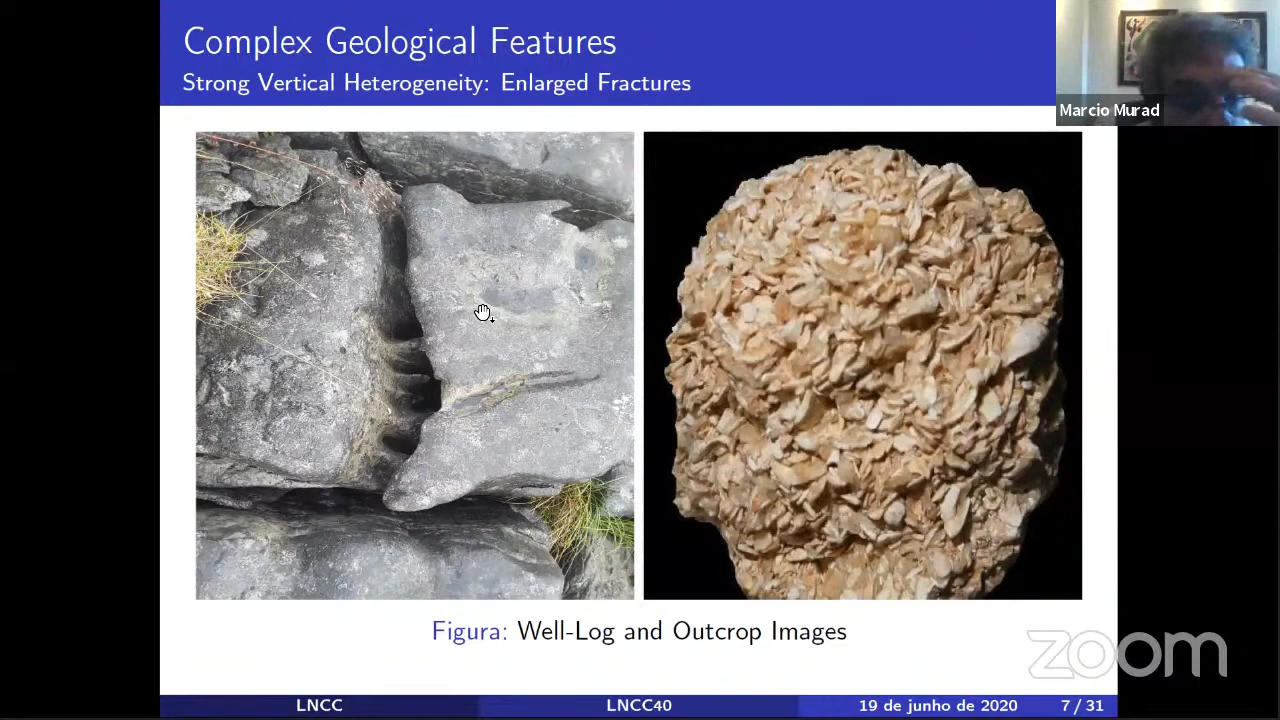 Complex Geological Features
Strong Vertical Heterogeneity: Enlarged Fractures
Marcio Murad
Figura: Well-Log and Outcrop Images
zoom
LNCC
LNCC40
19 de junho de 2020
7 / 31